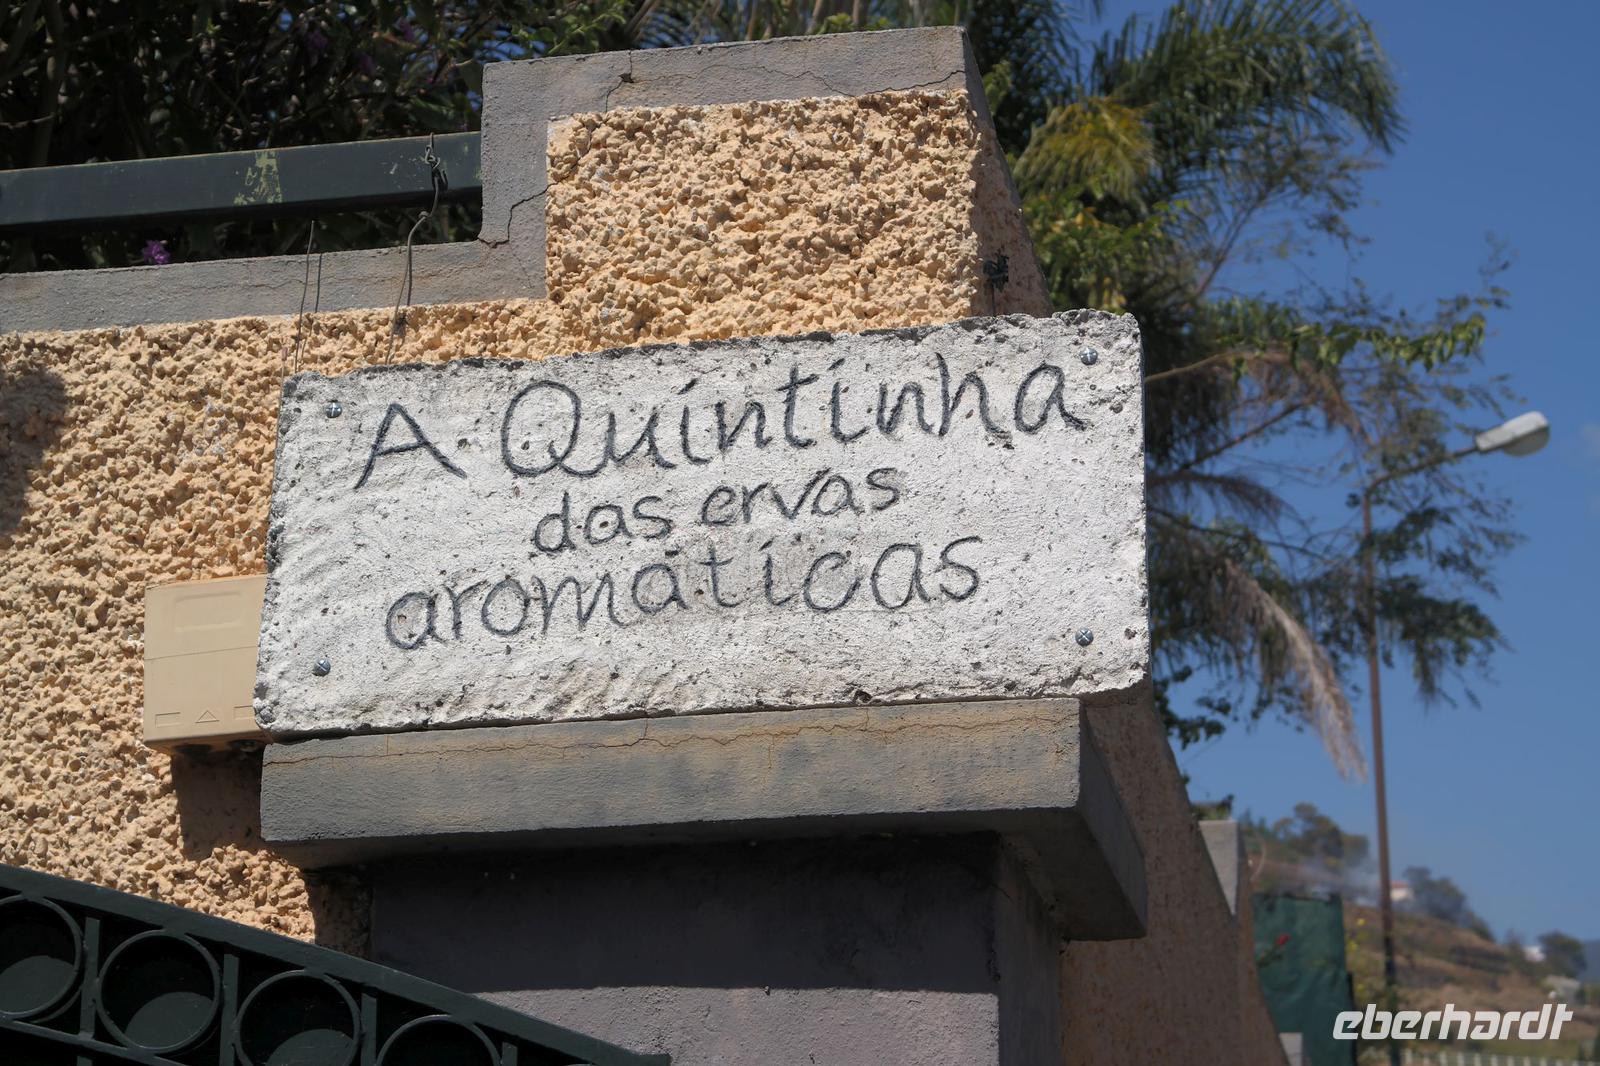 A Quintinha
das ervas
aromáticas
eberhardt